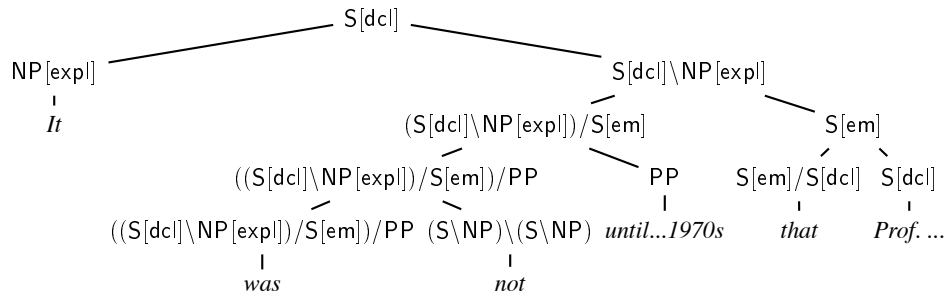 S[dcl]
NP[expl] S[dcl]\NP[expl]
It (S[dcl]\NP[expl])/S[em] S[em]
((S[dcl]\NP[expl])/S[em])/PP PP S[em]/S[dcl] S[dcl]
((S[dcl]\NP[expl])/S[em])/PP (S\NP)\(S\NP) until...1970s that Prof. ...
was not